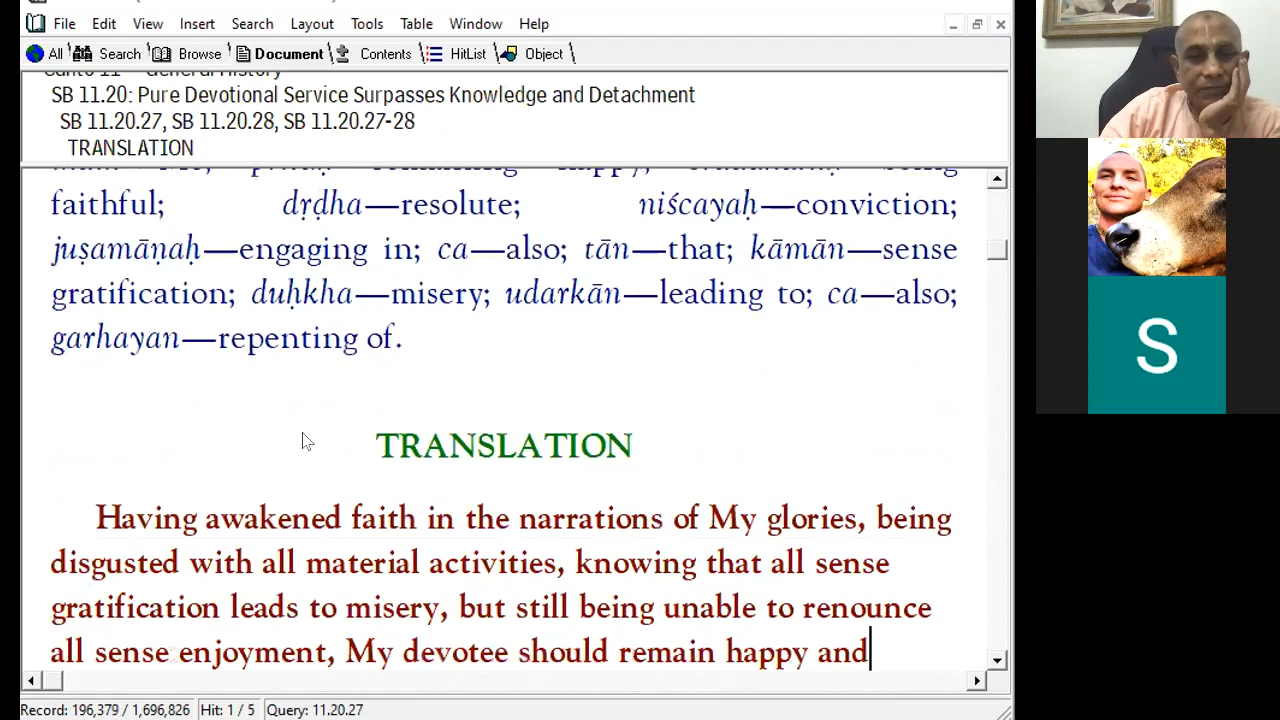 File Edit View Insert Search Layout Tools Table Window Help
All Search Browse Document Contents HitList Object
Canto 11 General History
SB 11.20: Pure Devotional Service Surpasses Knowledge and Detachment
SB 11.20.27, SB 11.20.28, SB 11.20.27-28
TRANSLATION
faithful; dṛḍha—resolute; niścayaḥ—conviction;
juṣamāṇaḥ—engaging in; ca—also; tān—that; kāmān—sense
gratification; duḥkha—misery; udarkān—leading to; ca—also;
garhayan—repenting of.
TRANSLATION
Having awakened faith in the narrations of My glories, being
disgusted with all material activities, knowing that all sense
gratification leads to misery, but still being unable to renounce
all sense enjoyment, My devotee should remain happy and
Record: 196,379 / 1,696,826 Hit: 1 / 5 Query: 11.20.27
S